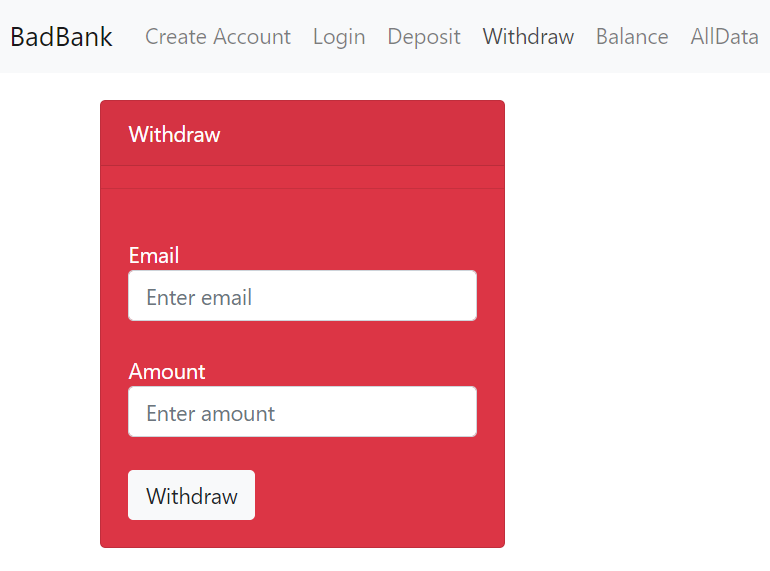 BadBank Create Account Login Deposit Withdraw Balance AllData
Withdraw
Email
Enter email
Amount
Enter amount
Withdraw